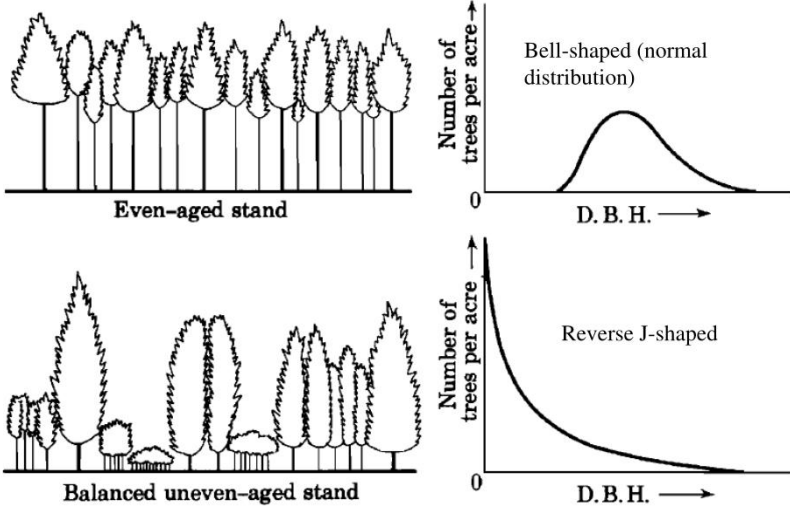 Number of
trees per acre →
Bell-shaped (normal
distribution)
0
D. B. H. →
Even-aged stand
Number of
trees per acre →
Reverse J-shaped
0
D. B. H. →
Balanced uneven-aged stand